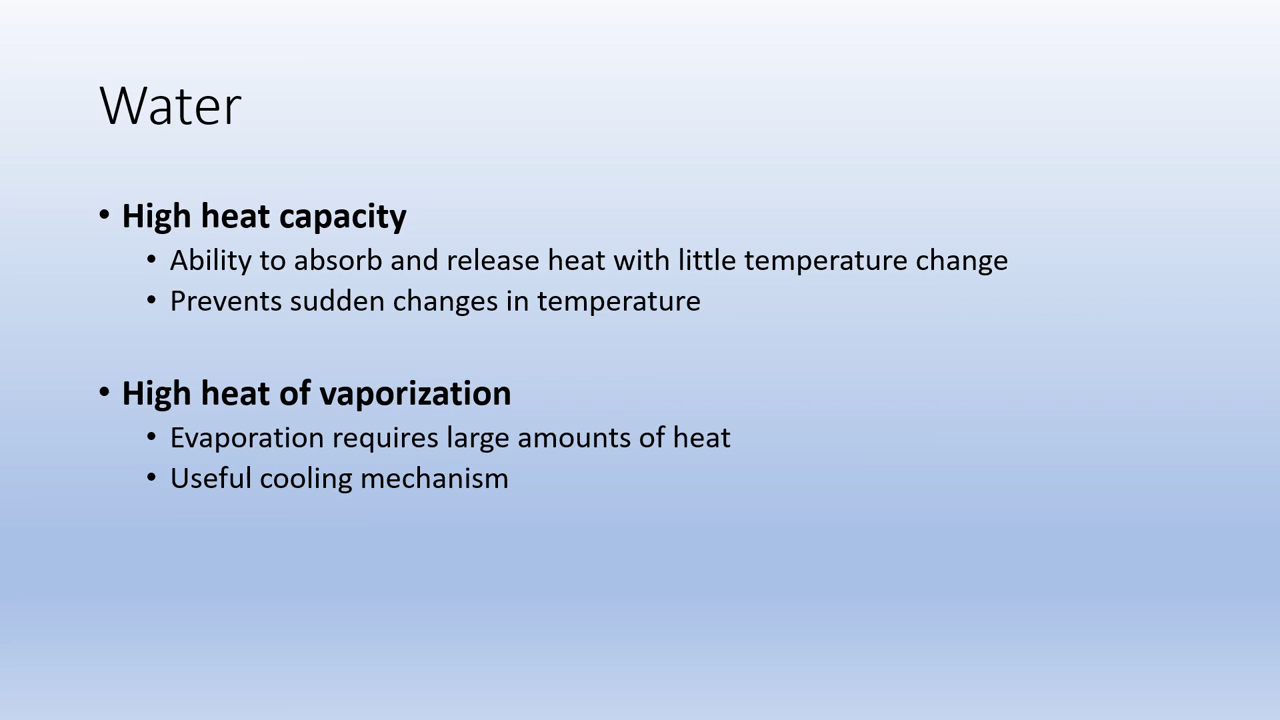 Water
• High heat capacity
• Ability to absorb and release heat with little temperature change
• Prevents sudden changes in temperature
• High heat of vaporization
• Evaporation requires large amounts of heat
• Useful cooling mechanism